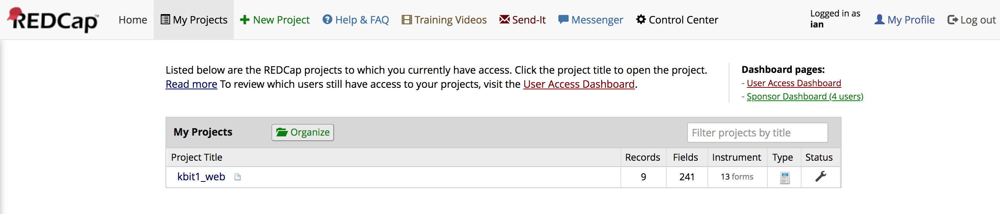 REDCap™ Home My Projects New Project Help & FAQ Training Videos Send-It Messenger Control Center Logged in as ian My Profile Log out
Listed below are the REDCap projects to which you currently have access. Click the project title to open the project.
Read more To review which users still have access to your projects, visit the User Access Dashboard.
Dashboard pages:
- User Access Dashboard
- Sponsor Dashboard (4 users)
My Projects Organize Filter projects by title
Project Title Records Fields Instrument Type Status
kbit1_web 9 241 13 forms